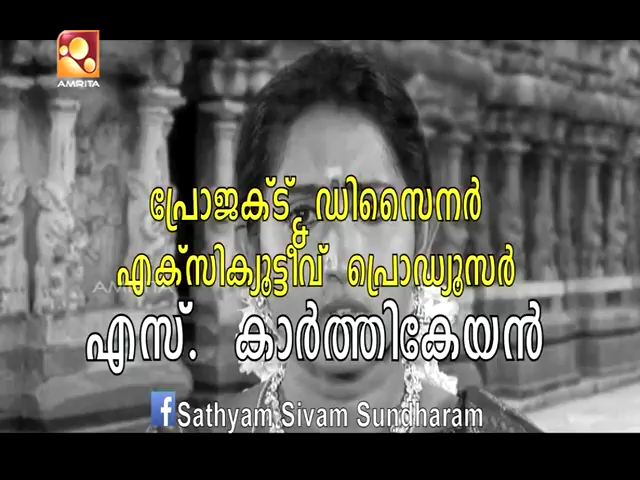 AMRITA
പ്രോജക്ട് & ഡിസൈനർ
എക്സിക്യൂട്ടീവ് പ്രൊഡ്യൂസർ
എസ്. കാർത്തികേയൻ
f Sathyam Sivam Sundharam